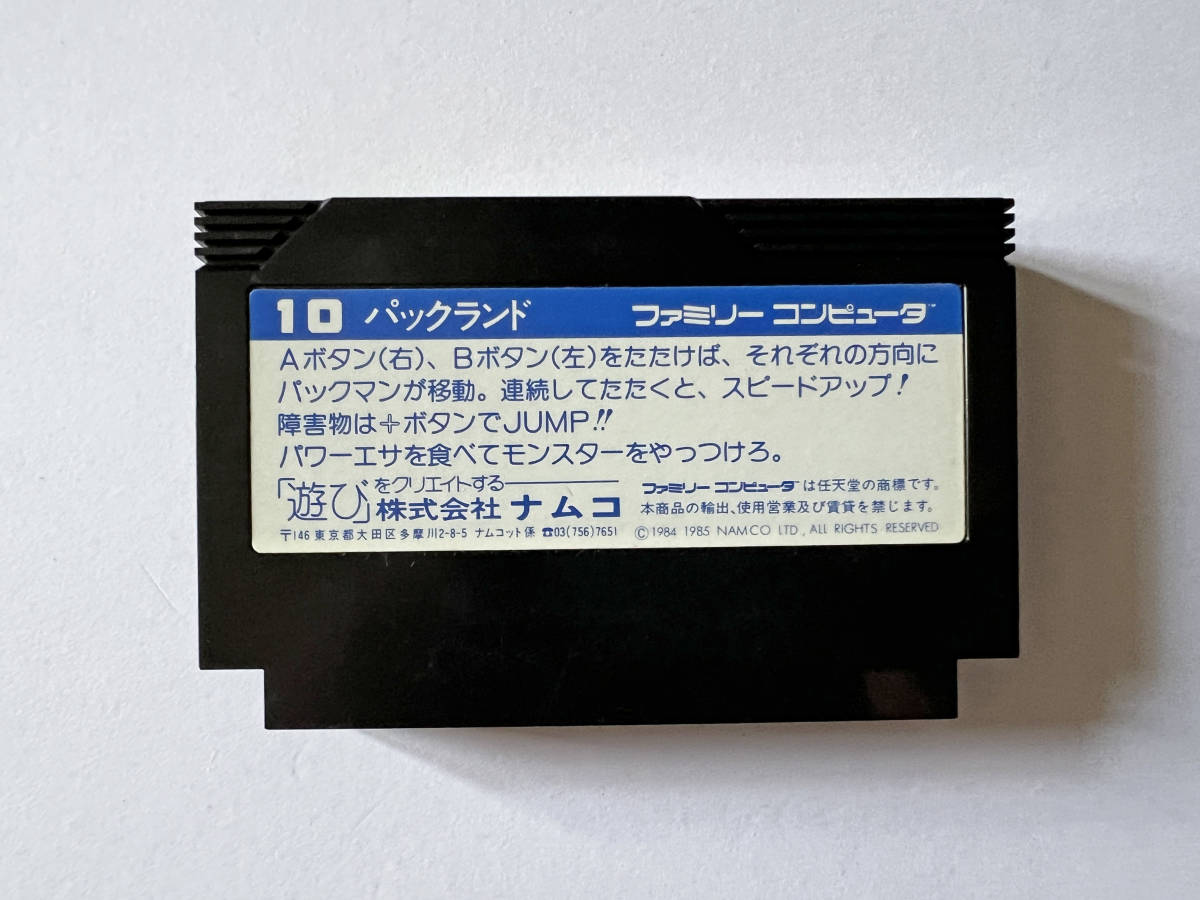 10 パックランド ファミリー コンピュータ™
Aボタン(右)、Bボタン(左)をたたけば、それぞれの方向に
パックマンが移動。連続してたたくと、スピードアップ!
障害物は✛ボタンでJUMP!!
パワーエサを食べてモンスターをやっつけろ。
「遊び」をクリエイトする
株式会社 ナムコ
〒146 東京都大田区多摩川2-8-5 ナムコット係 ☎03(756)7651
ファミリー コンピュータ™は任天堂の商標です。
本商品の輸出、使用営業及び賃貸を禁じます。
©1984 1985 NAMCO LTD., ALL RIGHTS RESERVED